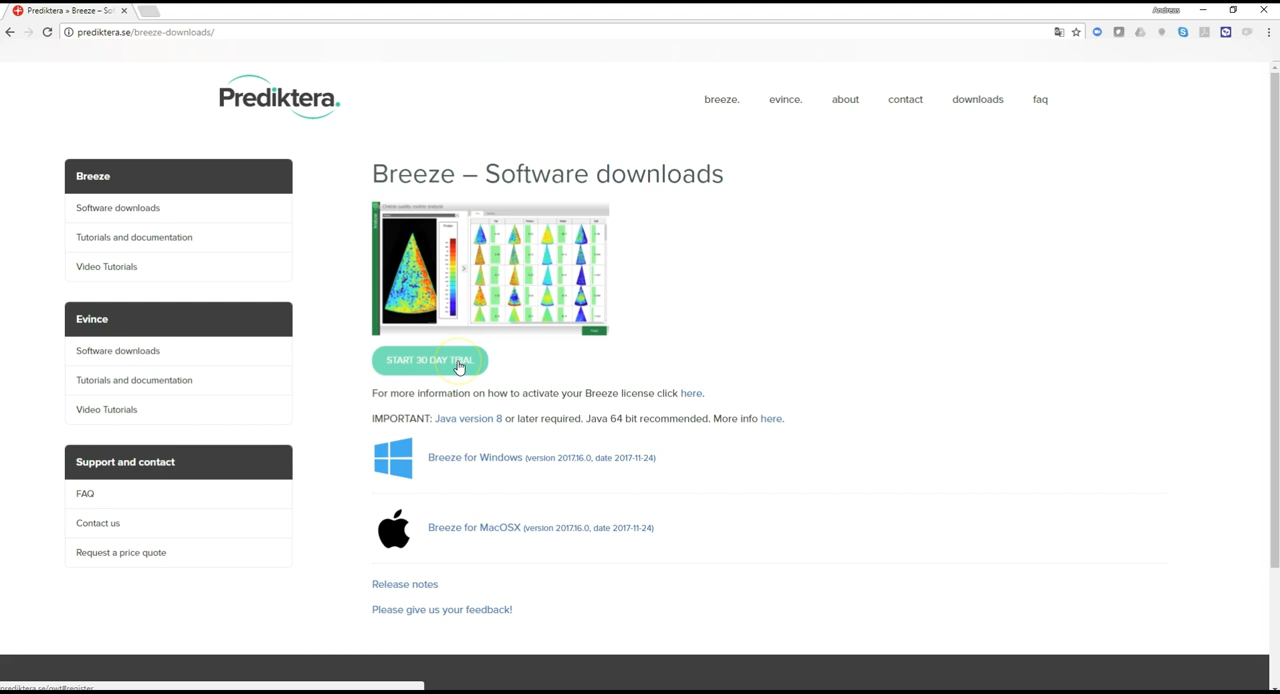 Prediktera » Breeze – So
Andreas
prediktera.se/breeze-downloads/
Prediktera.
breeze. evince. about contact downloads faq
Breeze
Software downloads
Tutorials and documentation
Video Tutorials
Evince
Software downloads
Tutorials and documentation
Video Tutorials
Support and contact
FAQ
Contact us
Request a price quote
Breeze – Software downloads
START 30 DAY TRIAL
For more information on how to activate your Breeze license click here.
IMPORTANT: Java version 8 or later required. Java 64 bit recommended. More info here.
Breeze for Windows (version 2017.16.0, date 2017-11-24)
Breeze for MacOSX (version 2017.16.0, date 2017-11-24)
Release notes
Please give us your feedback!
prediktera.se/gwt#register